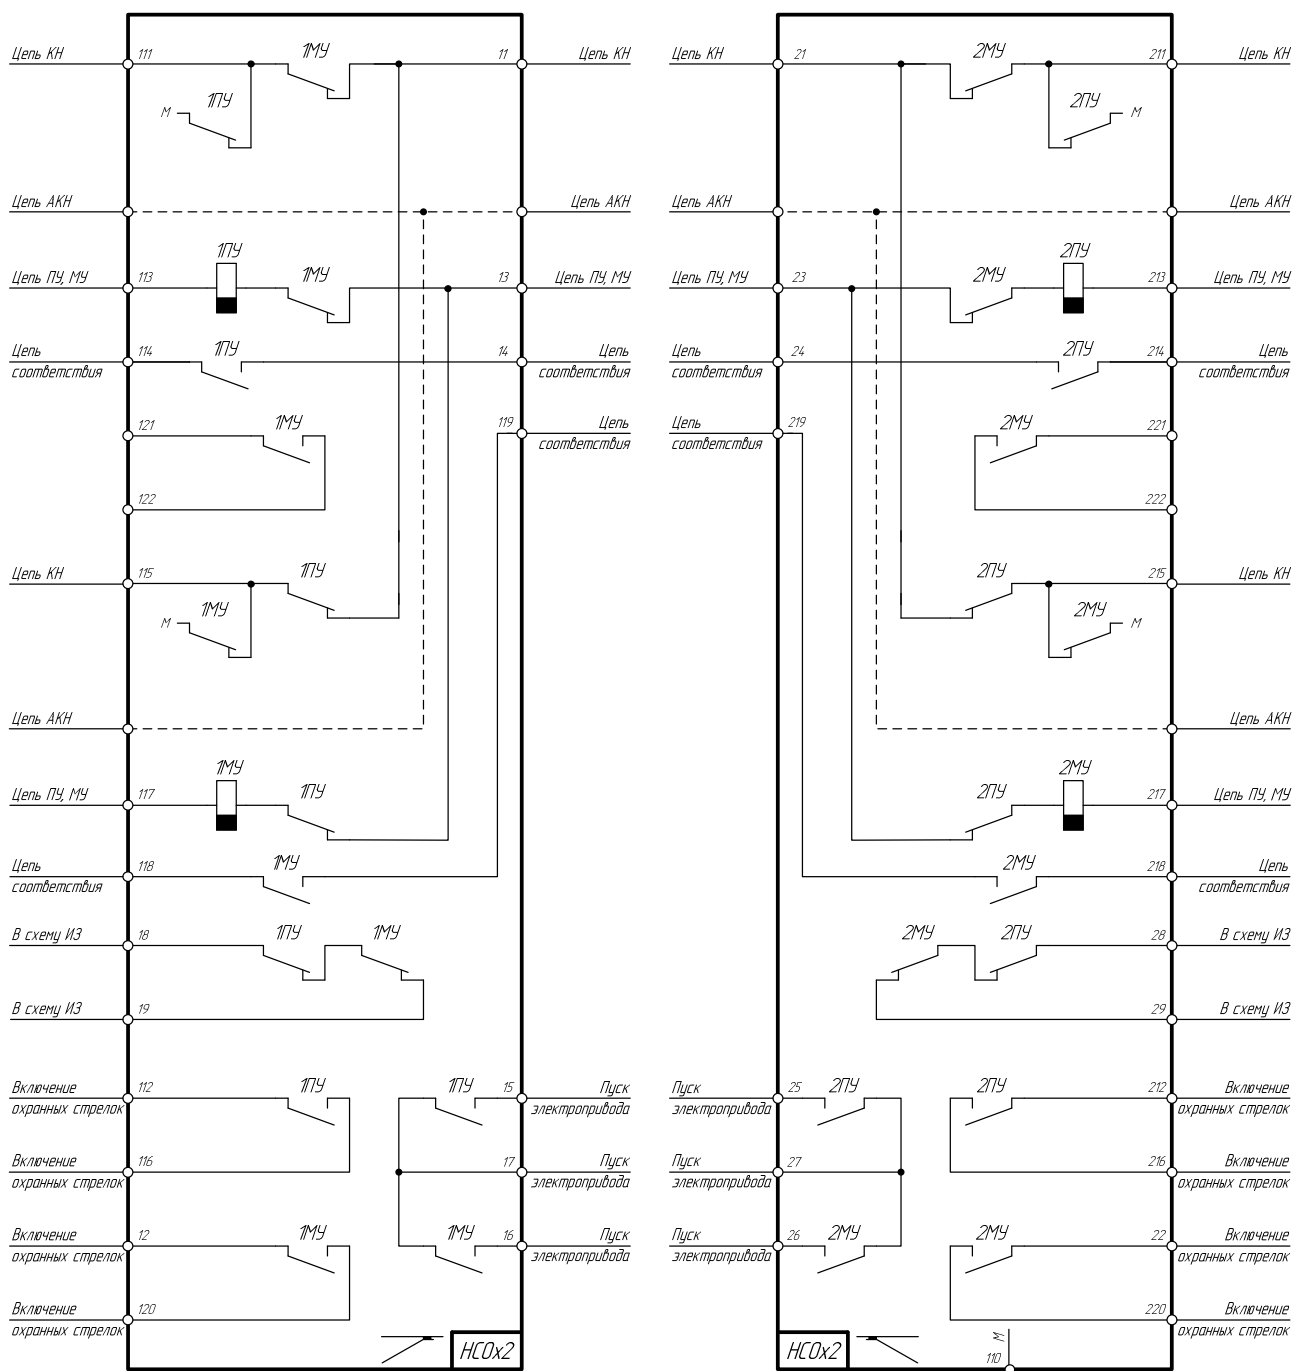 Цепь КН 111 1МУ 11 Цепь КН
Цепь КН 21 2МУ 211 Цепь КН
М 1ПУ
2ПУ М
Цепь АКН Цепь АКН
Цепь АКН Цепь АКН
1ПУ
2ПУ
Цепь ПУ, МУ 113 1МУ 13 Цепь ПУ, МУ
Цепь ПУ, МУ 23 2МУ 213 Цепь ПУ, МУ
Цепь 114 1ПУ 14 Цепь
соответствия соответствия
Цепь 24 2ПУ 214 Цепь
соответствия соответствия
121 1МУ 119 Цепь
соответствия
Цепь 219 2МУ 221
соответствия
122
222
Цепь КН 115 1ПУ
2ПУ 215 Цепь КН
М 1МУ
2МУ М
Цепь АКН
Цепь АКН
1МУ
2МУ
Цепь ПУ, МУ 117 1ПУ
2ПУ 217 Цепь ПУ, МУ
Цепь 118 1МУ
соответствия
2МУ 218 Цепь
соответствия
В схему ИЗ 18 1ПУ 1МУ
2МУ 2ПУ 28 В схему ИЗ
В схему ИЗ 19
29 В схему ИЗ
Включение 112 1ПУ 1ПУ 15 Пуск
охранных стрелок электропривода
Пуск 25 2ПУ 2ПУ 212 Включение
электропривода охранных стрелок
Включение 116 17 Пуск
охранных стрелок электропривода
Пуск 27 216 Включение
электропривода охранных стрелок
Включение 12 1МУ 1МУ 16 Пуск
охранных стрелок электропривода
Пуск 26 2МУ 2МУ 22 Включение
электропривода охранных стрелок
Включение 120
охранных стрелок
220 Включение
охранных стрелок
НСОх2
НСОх2 110 М